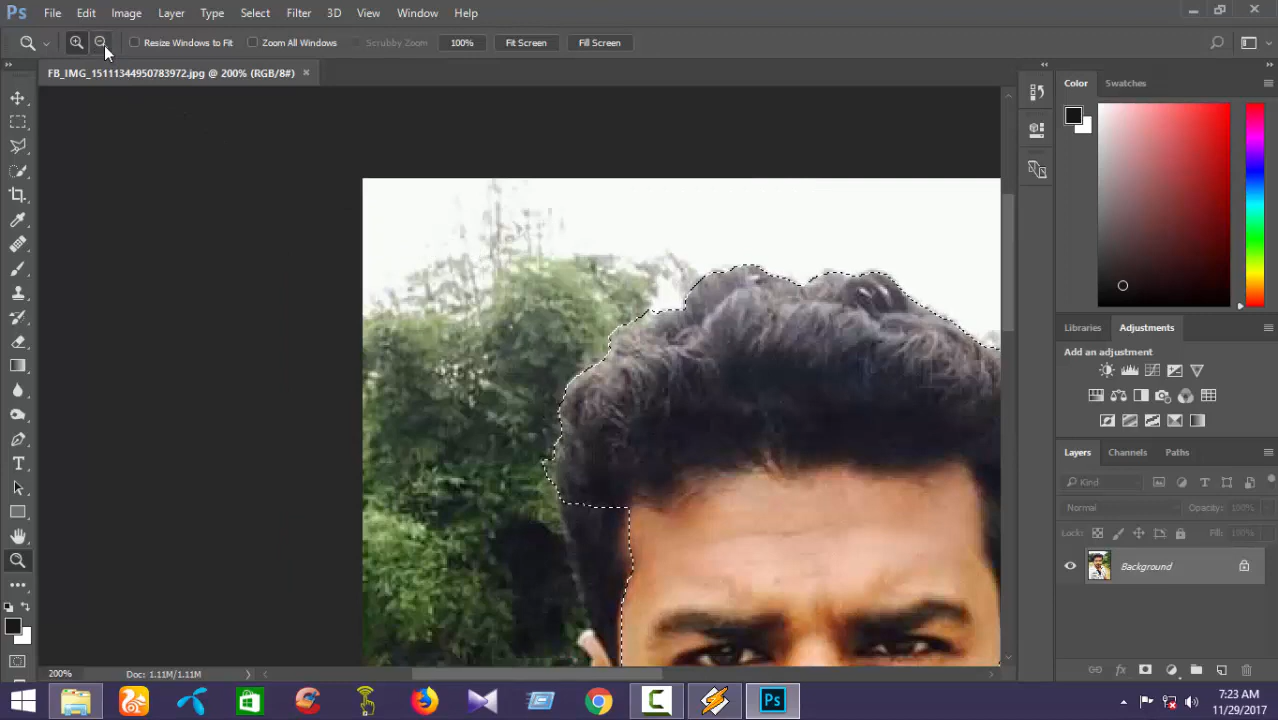 Ps File Edit Image Layer Type Select Filter 3D View Window Help
Resize Windows to Fit Zoom All Windows Scrubby Zoom 100% Fit Screen Fill Screen
FB_IMG_15111344950783972.jpg @ 200% (RGB/8#) ×
Color Swatches
Libraries Adjustments
Add an adjustment
Layers Channels Paths
Kind
Normal Opacity: 100%
Lock: Fill: 100%
Background
200% Doc: 1.11M/1.11M
7:23 AM
11/29/2017